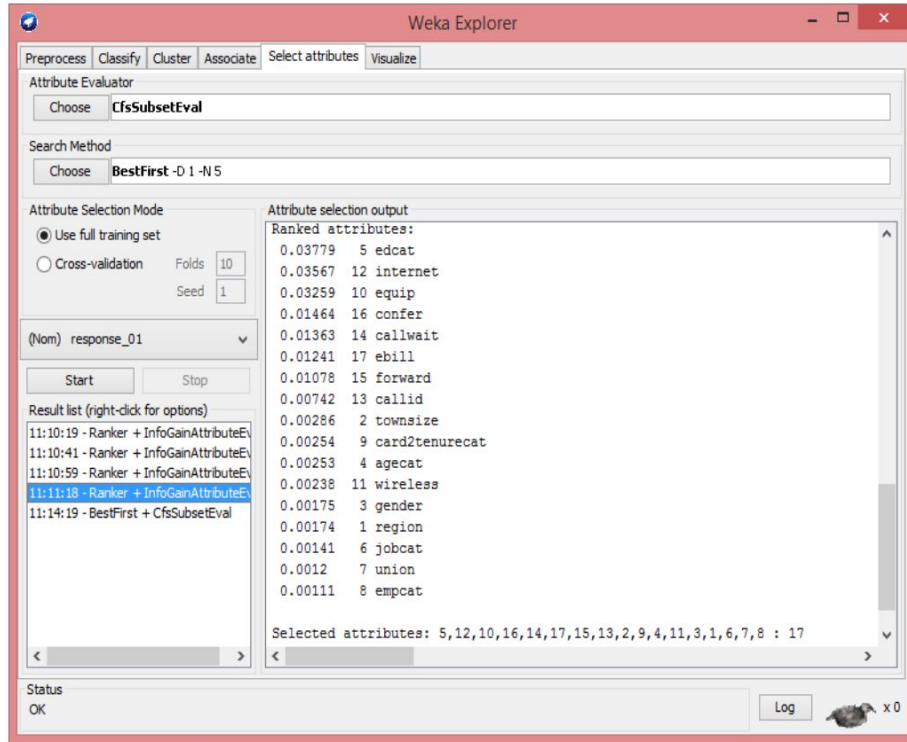 Weka Explorer
Preprocess Classify Cluster Associate Select attributes Visualize
Attribute Evaluator
Choose CfsSubsetEval
Search Method
Choose BestFirst -D 1 -N 5
Attribute Selection Mode
Use full training set
Cross-validation Folds 10
Seed 1
(Nom) response_01
Start Stop
Result list (right-click for options)
11:10:19 - Ranker + InfoGainAttributeEv
11:10:41 - Ranker + InfoGainAttributeEv
11:10:59 - Ranker + InfoGainAttributeEv
11:11:18 - Ranker + InfoGainAttributeEv
11:14:19 - BestFirst + CfsSubsetEval
Attribute selection output
Ranked attributes:
0.03779 5 edcat
0.03567 12 internet
0.03259 10 equip
0.01464 16 confer
0.01363 14 callwait
0.01241 17 ebill
0.01078 15 forward
0.00742 13 callid
0.00286 2 townsize
0.00254 9 card2tenurecat
0.00253 4 agecat
0.00238 11 wireless
0.00175 3 gender
0.00174 1 region
0.00141 6 jobcat
0.0012 7 union
0.00111 8 empcat
Selected attributes: 5,12,10,16,14,17,15,13,2,9,4,11,3,1,6,7,8 : 17
Status
OK
Log x 0